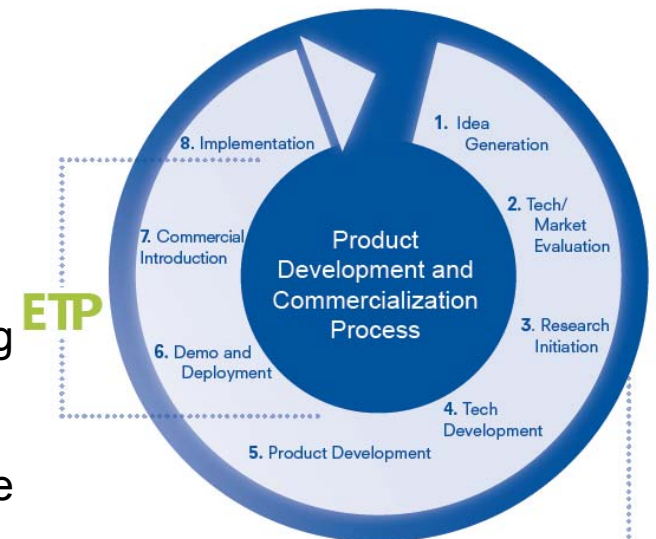 1. Idea
Generation
2. Tech/
Market
Evaluation
3. Research
Initiation
4. Tech
Development
5. Product Development
6. Demo and
Deployment
7. Commercial
Introduction
8. Implementation
Product
Development and
Commercialization
Process
ETP
g
e